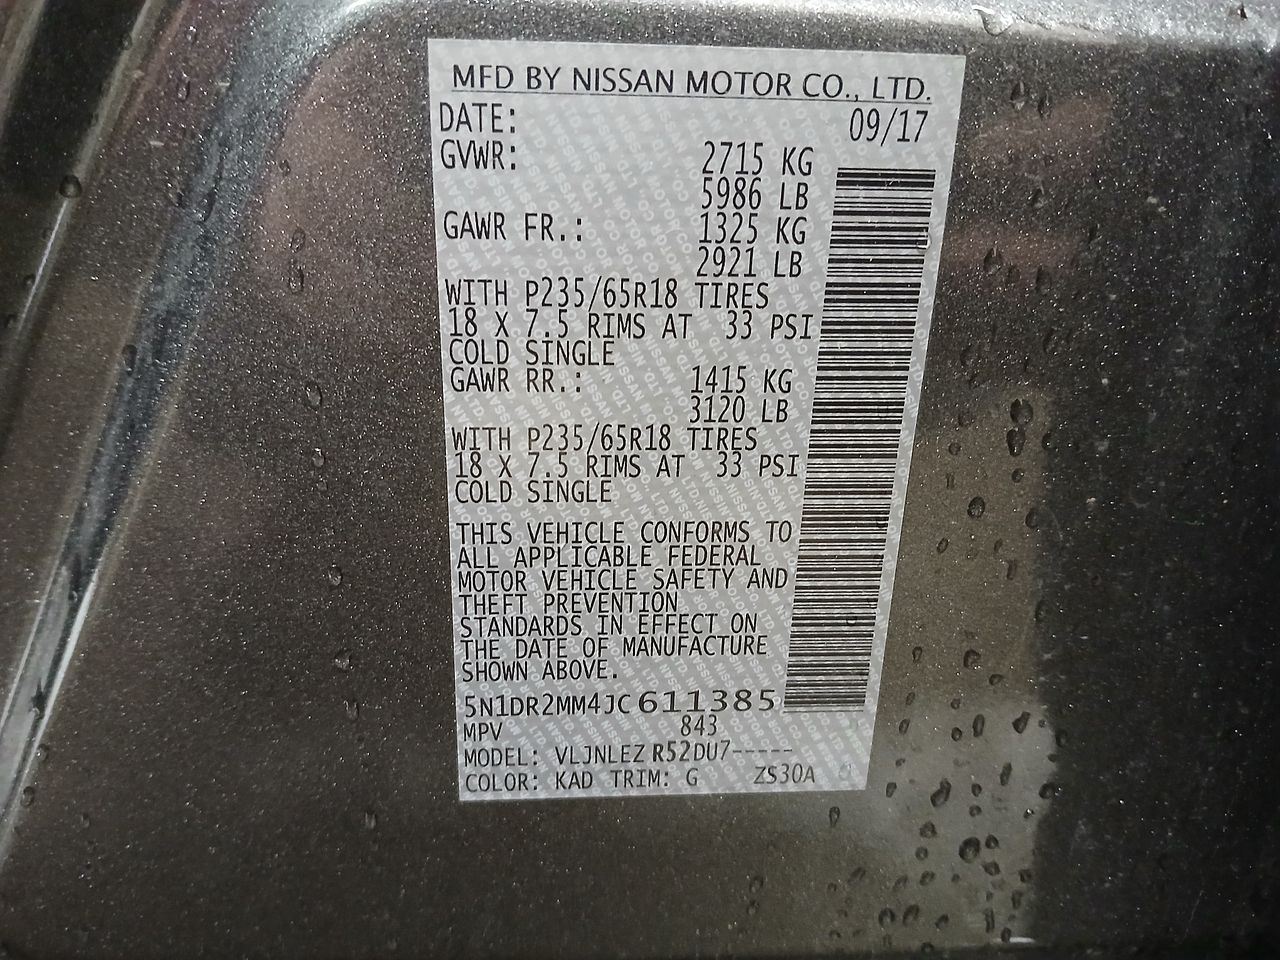 MFD BY NISSAN MOTOR CO., LTD.
DATE: 09/17
GVWR: 2715 KG
5986 LB
GAWR FR.: 1325 KG
2921 LB
WITH P235/65R18 TIRES
18 X 7.5 RIMS AT 33 PSI
COLD SINGLE
GAWR RR.: 1415 KG
3120 LB
WITH P235/65R18 TIRES
18 X 7.5 RIMS AT 33 PSI
COLD SINGLE
THIS VEHICLE CONFORMS TO
ALL APPLICABLE FEDERAL
MOTOR VEHICLE SAFETY AND
THEFT PREVENTION
STANDARDS IN EFFECT ON
THE DATE OF MANUFACTURE
SHOWN ABOVE.
5N1DR2MM4JC611385
MPV 843
MODEL: VLJNLEZ R52DU7-----
COLOR: KAD TRIM: G ZS30A